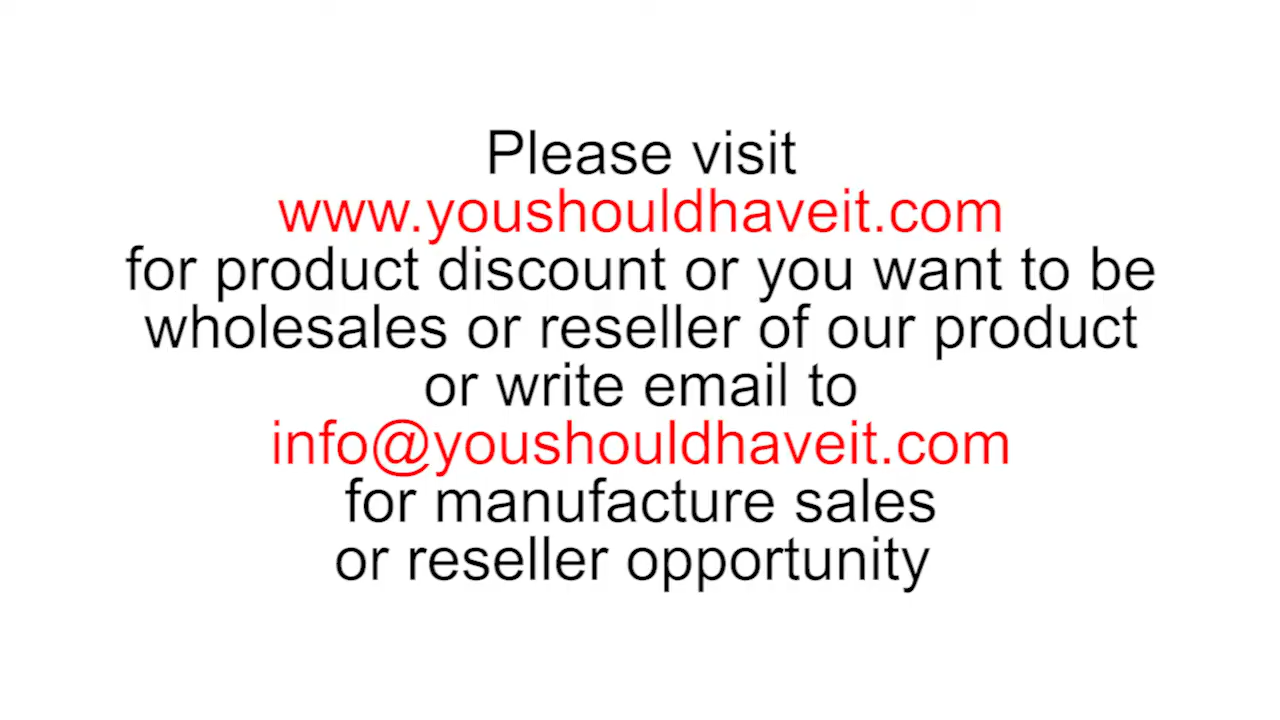 Please visit
www.youshouldhaveit.com
for product discount or you want to be
wholesales or reseller of our product
or write email to
info@youshouldhaveit.com
for manufacture sales
or reseller opportunity